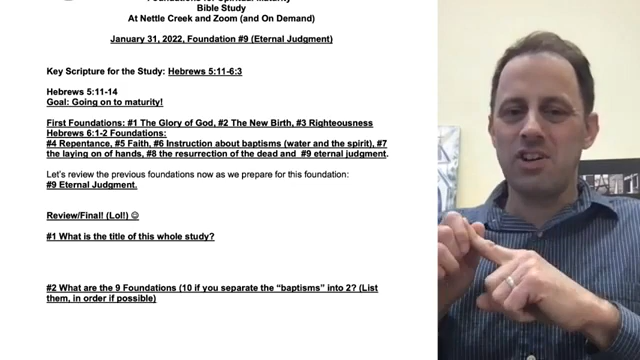 Foundations for Spiritual Maturity
Bible Study
At Nettle Creek and Zoom (and On Demand)
January 31, 2022, Foundation #9 (Eternal Judgment)
Key Scripture for the Study: Hebrews 5:11-6:3
Hebrews 5:11-14
Goal: Going on to maturity!
First Foundations: #1 The Glory of God, #2 The New Birth, #3 Righteousness
Hebrews 6:1-2 Foundations:
#4 Repentance, #5 Faith, #6 Instruction about baptisms (water and the spirit), #7
the laying on of hands, #8 the resurrection of the dead and #9 eternal judgment.
Let's review the previous foundations now as we prepare for this foundation:
#9 Eternal Judgment.
Review/Final! (Lol!) ☺
#1 What is the title of this whole study?
#2 What are the 9 Foundations (10 if you separate the “baptisms” into 2? (List
them, in order if possible)